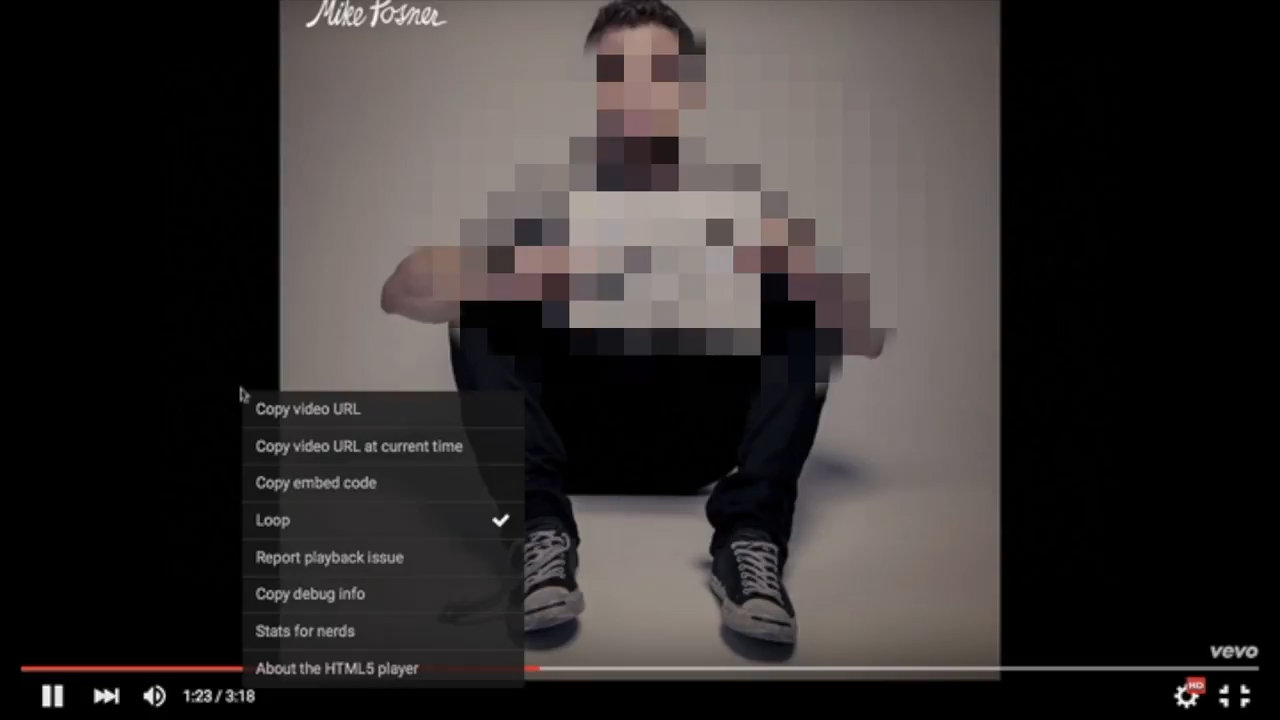 Mike Posner
Copy video URL
Copy video URL at current time
Copy embed code
Loop
Report playback issue
Copy debug info
Stats for nerds
About the HTML5 player
vevo
1:23 / 3:18
HD